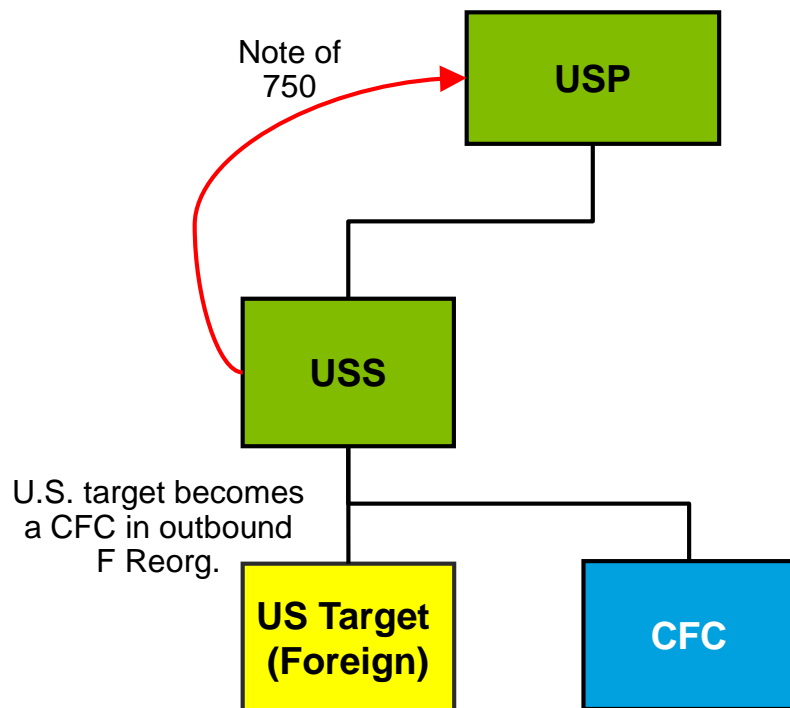 Note of
750
USP
USS
U.S. target becomes
a CFC in outbound
F Reorg.
US Target
(Foreign)
CFC